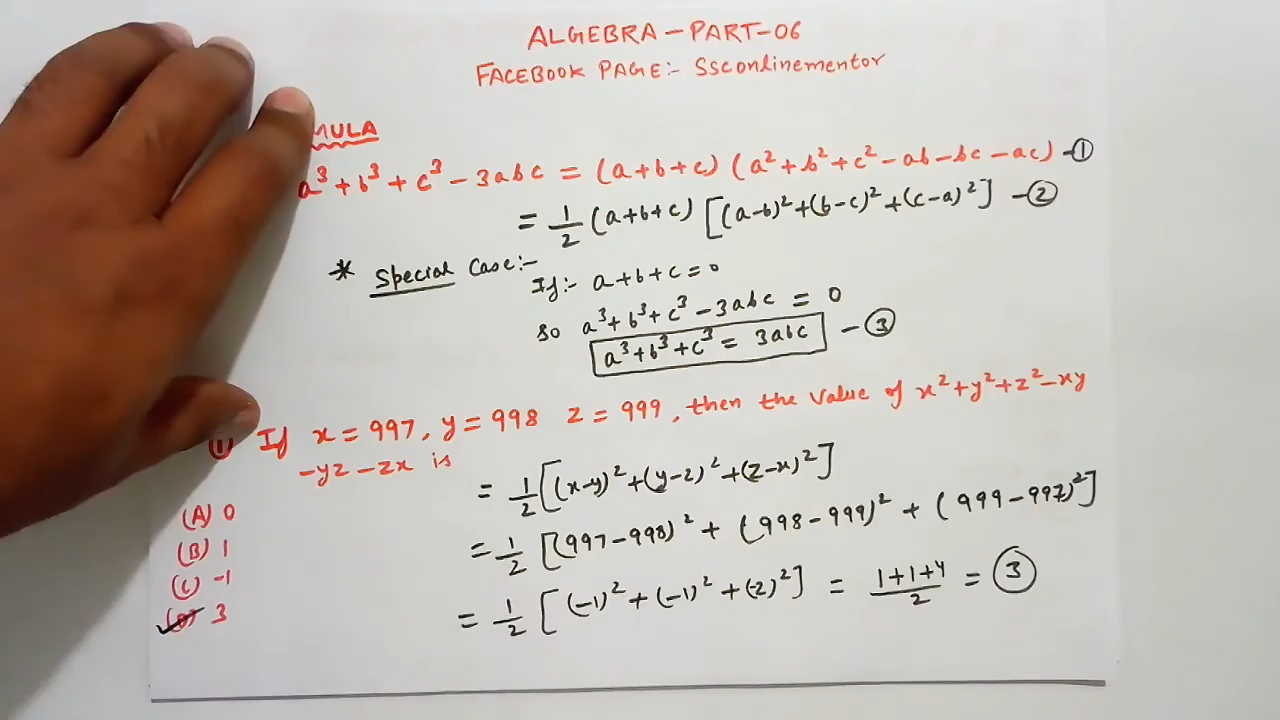 ALGEBRA-PART-06
FACEBOOK PAGE:- Ssconlinementor
MULA
a³+b³+c³-3abc = (a+b+c) (a²+b²+c²-ab-bc-ac) -①
= 1/2 (a+b+c) [(a-b)²+(b-c)²+(c-a)²] -②
* Special Case:-
If:- a+b+c=0
So a³+b³+c³-3abc = 0
a³+b³+c³ = 3abc -③
① If x=997, y=998 z=999, then the value of x²+y²+z²-xy
-yz-zx is
= 1/2 [(x-y)²+(y-z)²+(z-x)²]
(A) 0
= 1/2 [(997-998)² + (998-999)² + (999-997)²]
(B) 1
(C) -1
= 1/2 [(-1)²+(-1)²+(-2)²] = 1+1+4/2 = ③
(D) 3